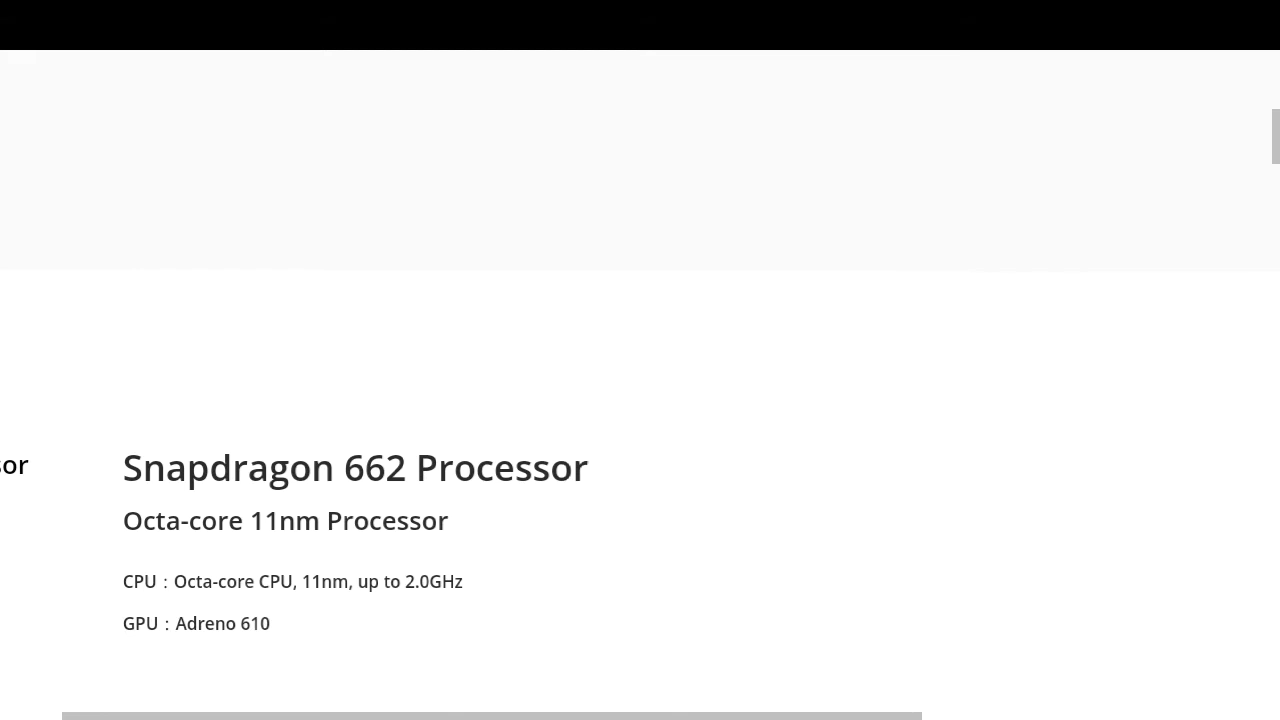 sor
Snapdragon 662 Processor
Octa-core 11nm Processor
CPU : Octa-core CPU, 11nm, up to 2.0GHz
GPU : Adreno 610